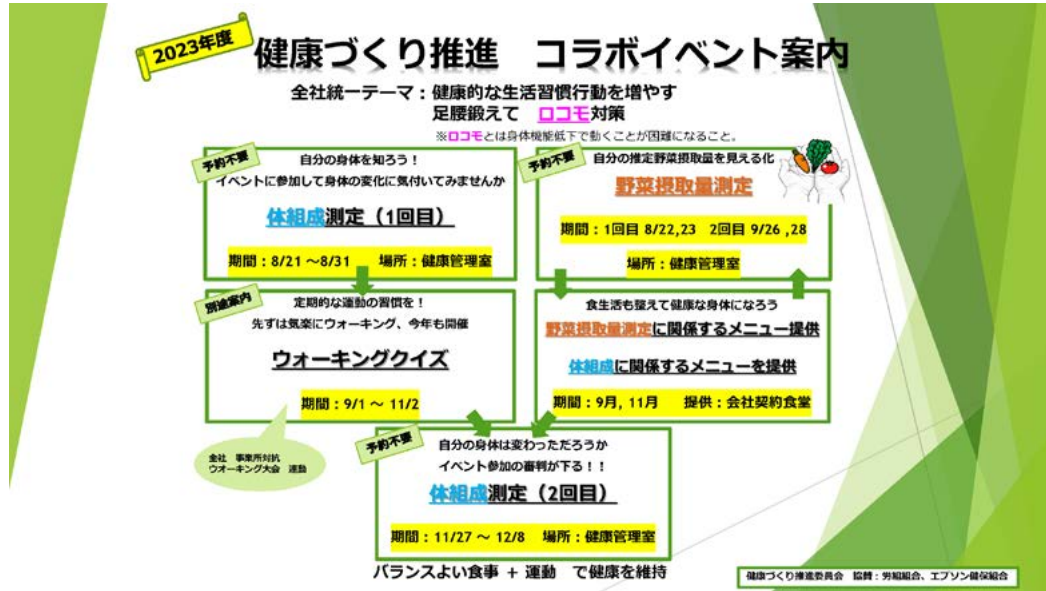 2023年度
健康づくり推進　コラボイベント案内
全社統一テーマ：健康的な生活習慣行動を増やす
足腰鍛えて　ロコモ対策
※ロコモとは身体機能低下で動くことが困難になること。
予約不要
自分の身体を知ろう！
イベントに参加して身体の変化に気付いてみませんか
体組成測定（1回目）
期間：8/21 ～8/31　場所：健康管理室
予約不要
自分の推定野菜摂取量を見える化
野菜摂取量測定
期間：1回目 8/22,23　2回目 9/26 ,28
場所：健康管理室
別途案内
定期的な運動の習慣を！
先ずは気楽にウォーキング、今年も開催
ウォーキングクイズ
期間：9/1 ～ 11/2
全社　事業所対抗
ウオーキング大会　連動
食生活も整えて健康な身体になろう
野菜摂取量測定に関係するメニュー提供
体組成に関係するメニューを提供
期間：9月, 11月　提供：会社契約食堂
予約不要
自分の身体は変わっただろうか
イベント参加の審判が下る！！
体組成測定（2回目）
期間：11/27 ～ 12/8　場所：健康管理室
バランスよい食事 + 運動　で健康を維持
健康づくり推進委員会　協賛：労組組合、エプソン健保組合